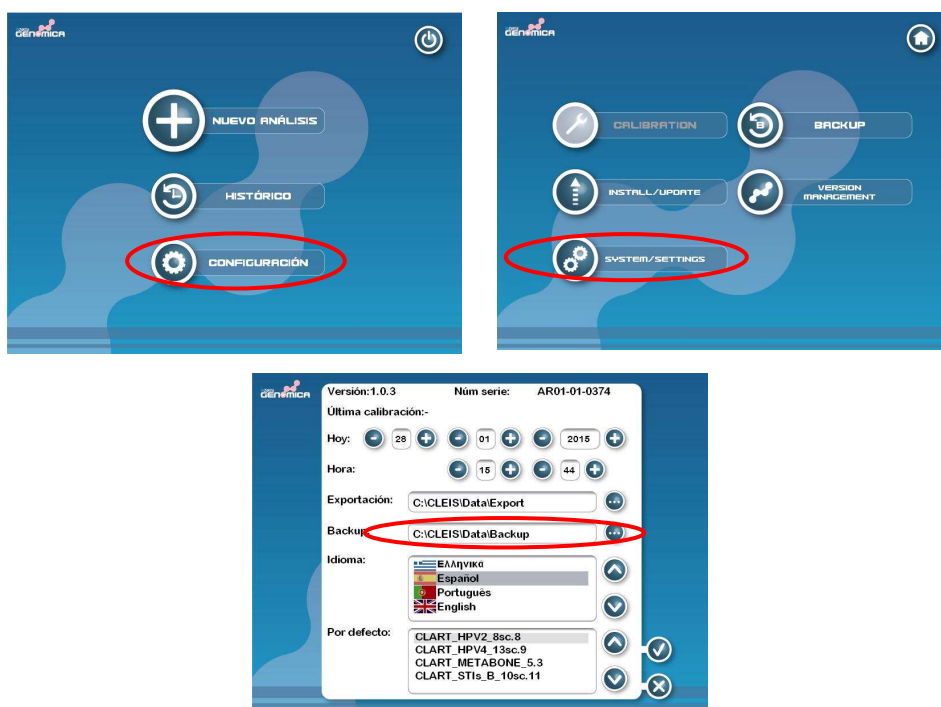 GENOMICA
NUEVO ANÁLISIS
HISTÓRICO
CONFIGURACIÓN
GENOMICA
CALIBRATION
BACKUP
INSTALL/UPDATE
VERSION
MANAGEMENT
SYSTEM/SETTINGS
GENOMICA
Versión:1.0.3 Núm serie: AR01-01-0374
Última calibración:-
Hoy: - 28 + - 01 + - 2015 +
Hora: - 15 + - 44 +
Exportación: C:\CLEIS\Data\Export ...
Backup C:\CLEIS\Data\Backup ...
Idioma: Ελληνικά
Español
Português
English
Por defecto: CLART_HPV2_8sc.8
CLART_HPV4_13sc.9
CLART_METABONE_5.3
CLART_STIs_B_10sc.11